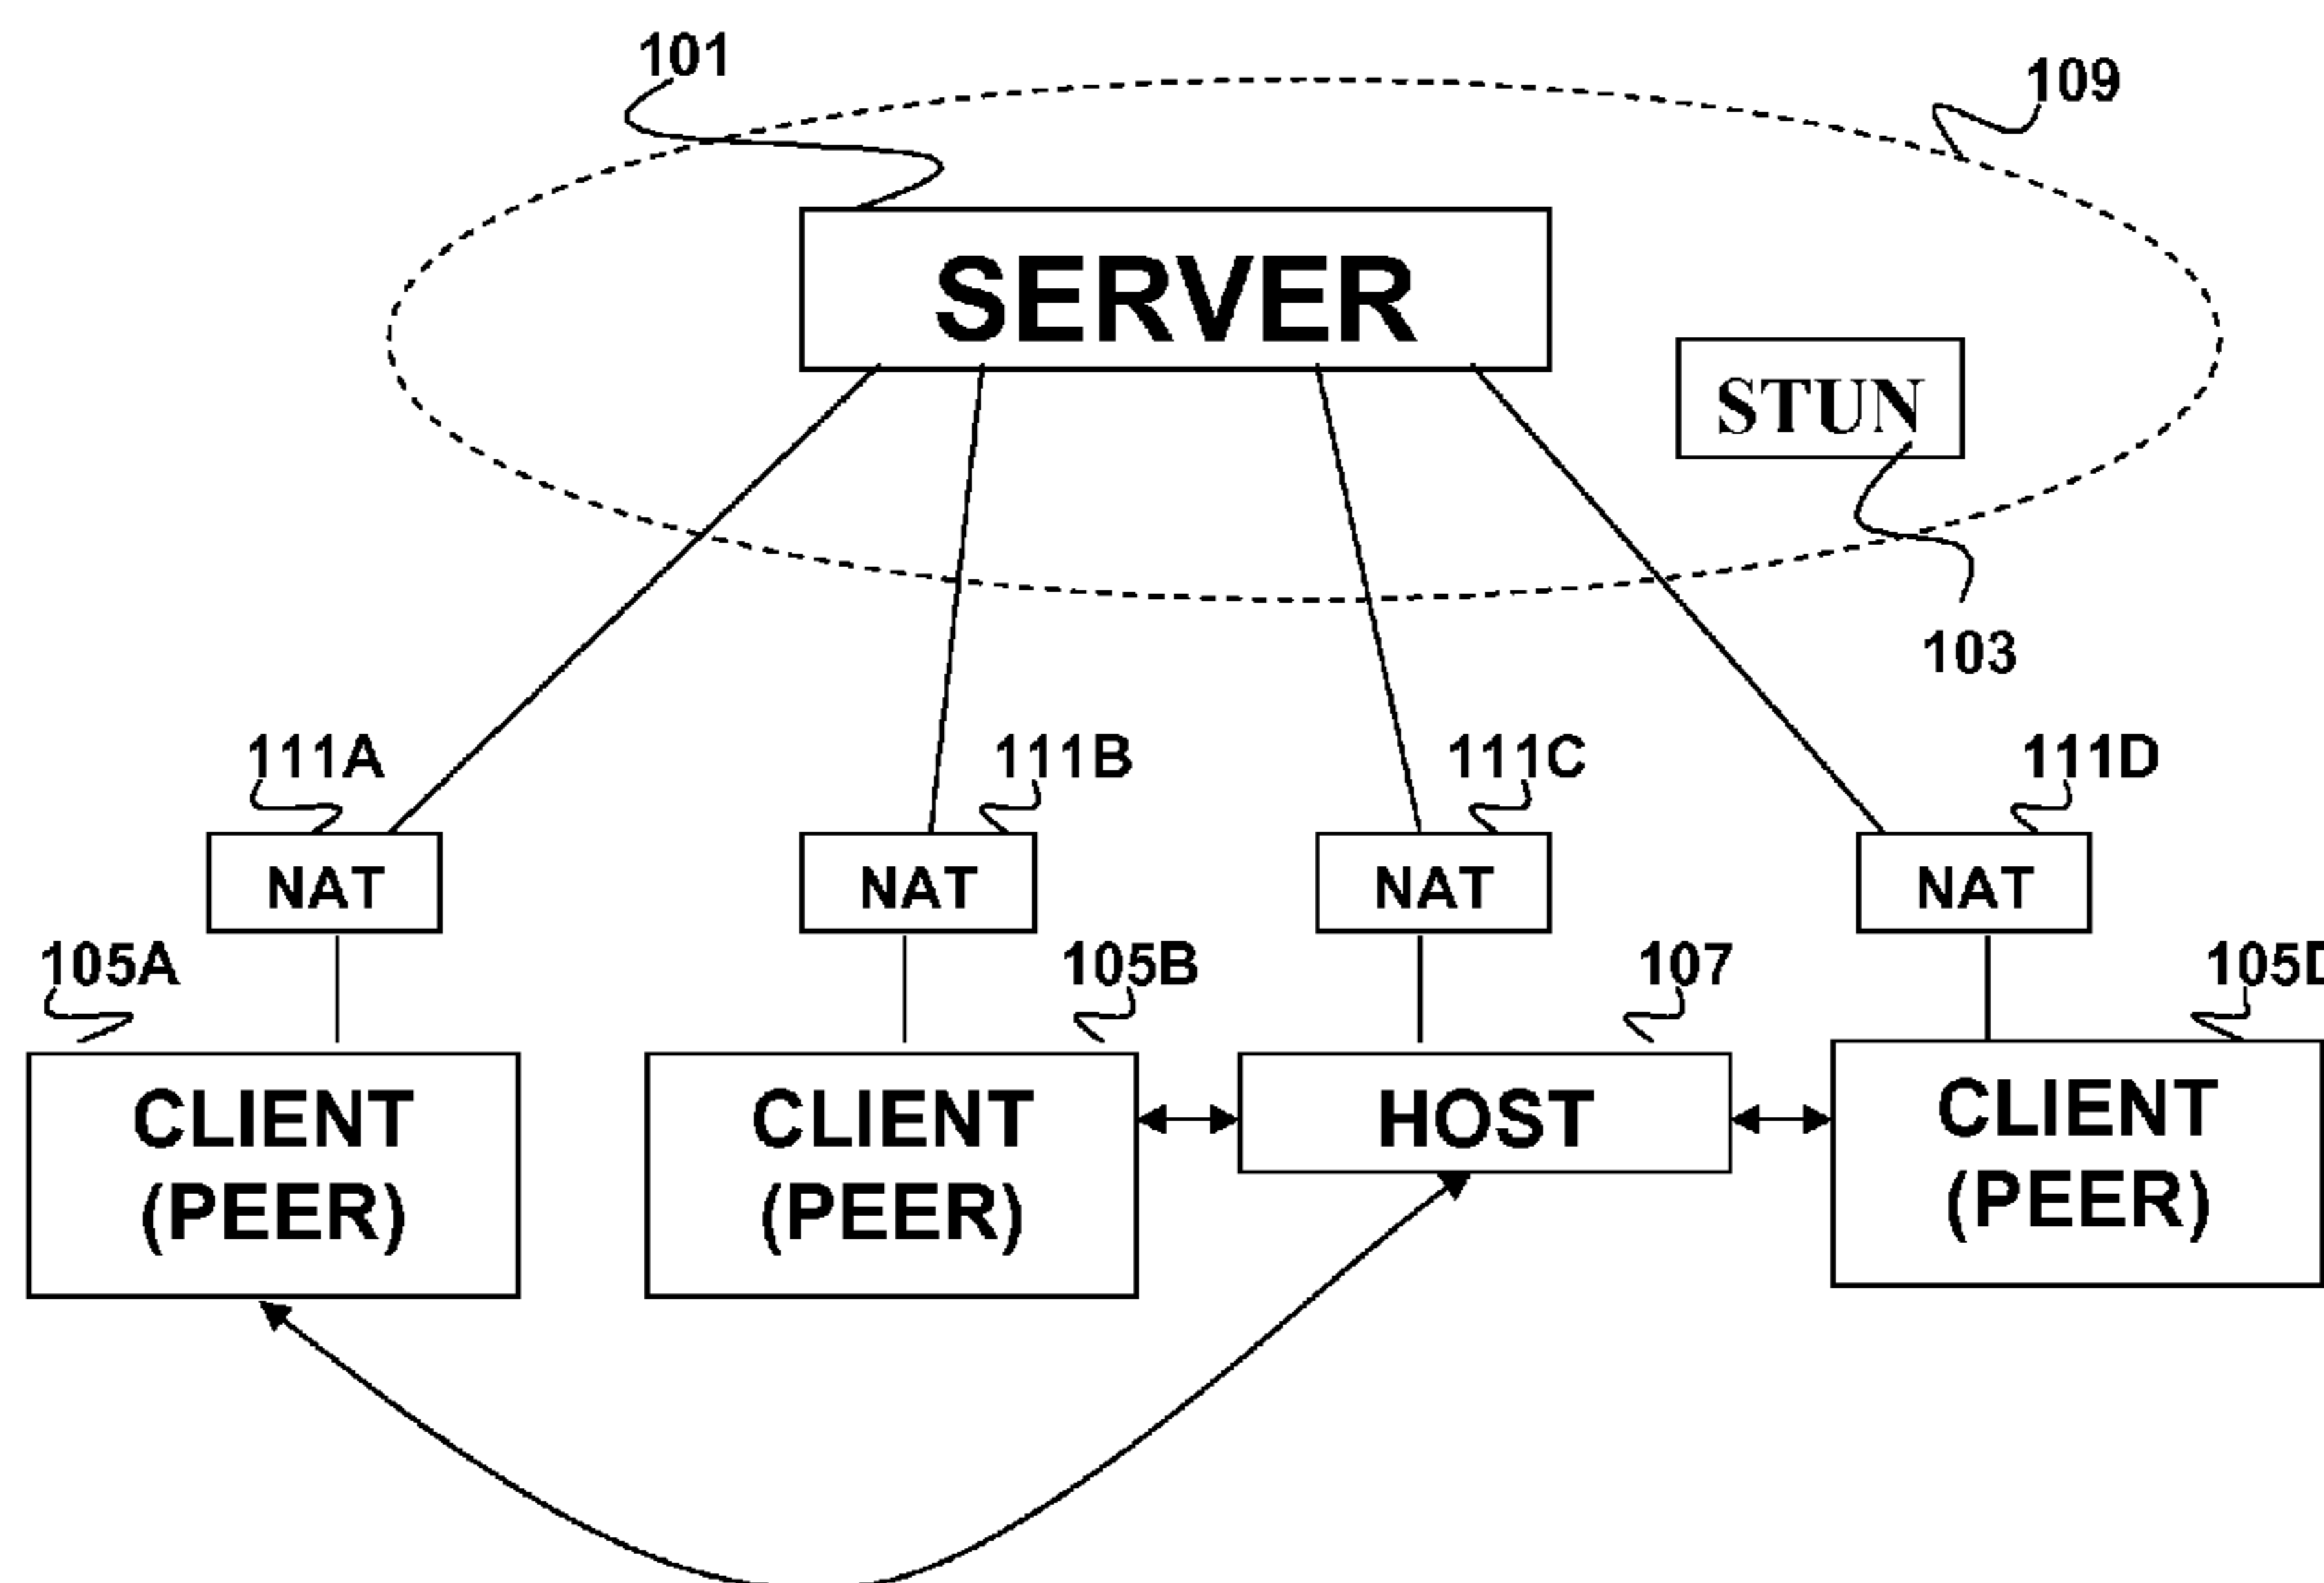 101
109
SERVER
STUN
103
111A
111B
111C
111D
NAT
NAT
NAT
NAT
105A
105B
107
105D
CLIENT
(PEER)
CLIENT
(PEER)
HOST
CLIENT
(PEER)